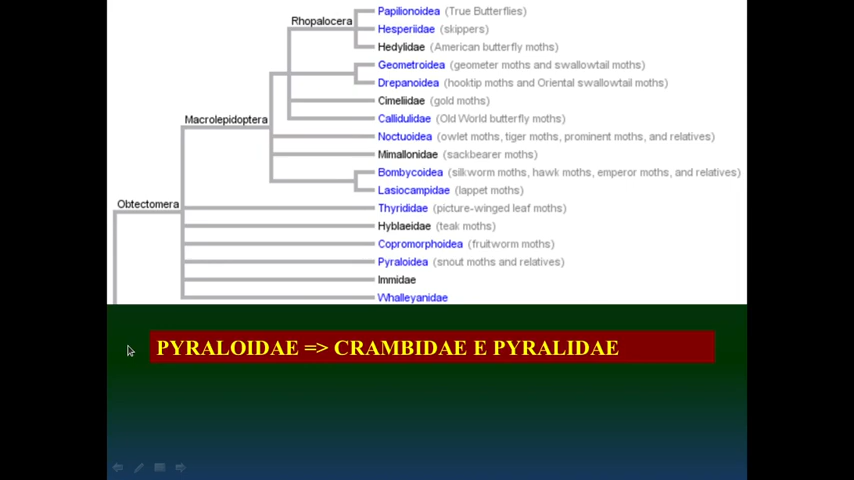 Papilionoidea (True Butterflies)
Rhopalocera
Hesperiidae (skippers)
Hedylidae (American butterfly moths)
Geometroidea (geometer moths and swallowtail moths)
Drepanoidea (hooktip moths and Oriental swallowtail moths)
Cimeliidae (gold moths)
Callidulidae (Old World butterfly moths)
Macrolepidoptera
Noctuoidea (owlet moths, tiger moths, prominent moths, and relatives)
Mimallonidae (sackbearer moths)
Bombycoidea (silkworm moths, hawk moths, emperor moths, and relatives)
Lasiocampidae (lappet moths)
Obtectomera
Thyrididae (picture-winged leaf moths)
Hyblaeidae (teak moths)
Copromorphoidea (fruitworm moths)
Pyraloidea (snout moths and relatives)
Immidae
Whalleyanidae
PYRALOIDAE => CRAMBIDAE E PYRALIDAE